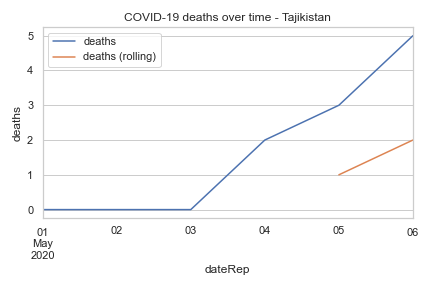 COVID-19 deaths over time - Tajikistan
deaths
deaths (rolling)
5
4
3
2
1
0
deaths
01 02 03 04 05 06
May
2020
dateRep